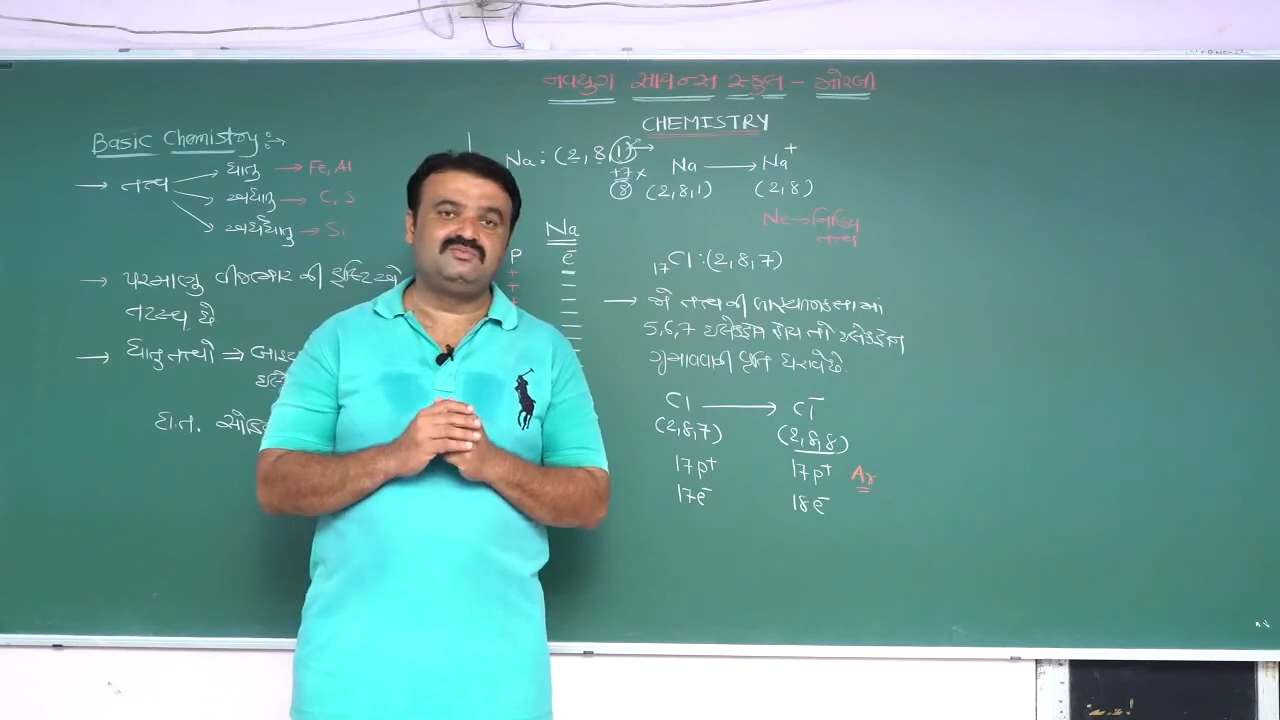 નવયુગ સાયન્સ સ્કુલ - મોરબી
CHEMISTRY
Basic Chemistry :→
→ તત્વ
ધાતુ → Fe, Al
અધાતુ → C, S
અર્ધધાતુ → Si
→ પરમાણુ વીજભાર ની દ્રષ્ટિએ
તટસ્થ છે
→ ધાતુ તત્વો ⇒
દા.ત.
Na : (2, 8, 1) →
+7 ×
8
Na → Na⁺
(2,8,1) (2,8)
Ne → નિષ્ક્રિય
તત્વ
Na
P e⁻
₁₇Cl : (2,8,7)
→ જે તત્વ ની બાહ્યતમકક્ષા માં
5,6,7 ઇલેક્ટ્રોન હોય તો ઇલેક્ટ્રોન
ગુમાવવાની વૃત્તિ ધરાવે છે.
Cl → Cl⁻
(2,8,7) (2,8,8)
17p⁺ 17p⁺ Ar
17e⁻ 18e⁻